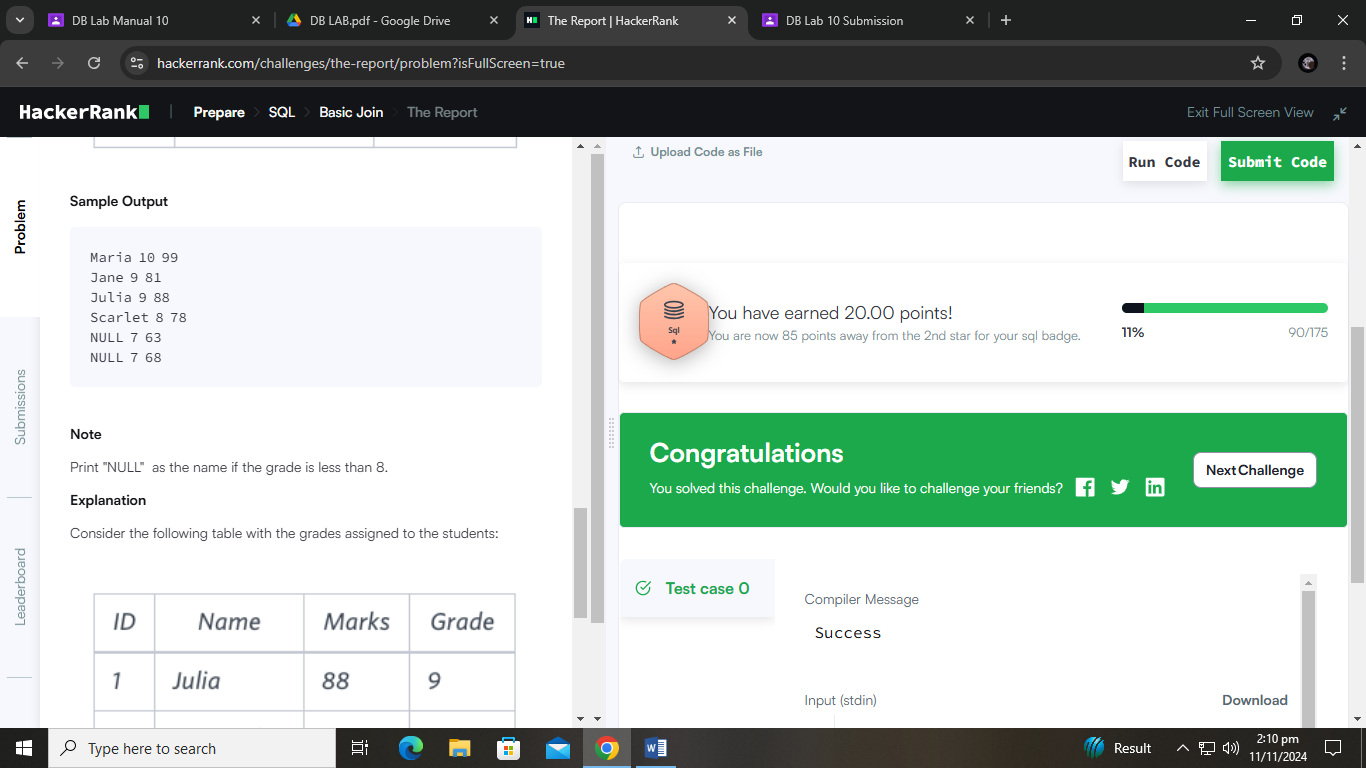 DB Lab Manual 10
DB LAB.pdf - Google Drive
The Report | HackerRank
DB Lab 10 Submission
hackerrank.com/challenges/the-report/problem?isFullScreen=true
HackerRank
Prepare > SQL > Basic Join > The Report
Exit Full Screen View
Problem
Submissions
Leaderboard
Sample Output
Maria 10 99
Jane 9 81
Julia 9 88
Scarlet 8 78
NULL 7 63
NULL 7 68
Note
Print "NULL" as the name if the grade is less than 8.
Explanation
Consider the following table with the grades assigned to the students:
ID Name Marks Grade
1 Julia 88 9
Upload Code as File
Run Code
Submit Code
Sql
You have earned 20.00 points!
You are now 85 points away from the 2nd star for your sql badge.
11%
90/175
Congratulations
You solved this challenge. Would you like to challenge your friends?
Next Challenge
Test case 0
Compiler Message
Success
Input (stdin)
Download
Type here to search
Result
2:10 pm
11/11/2024